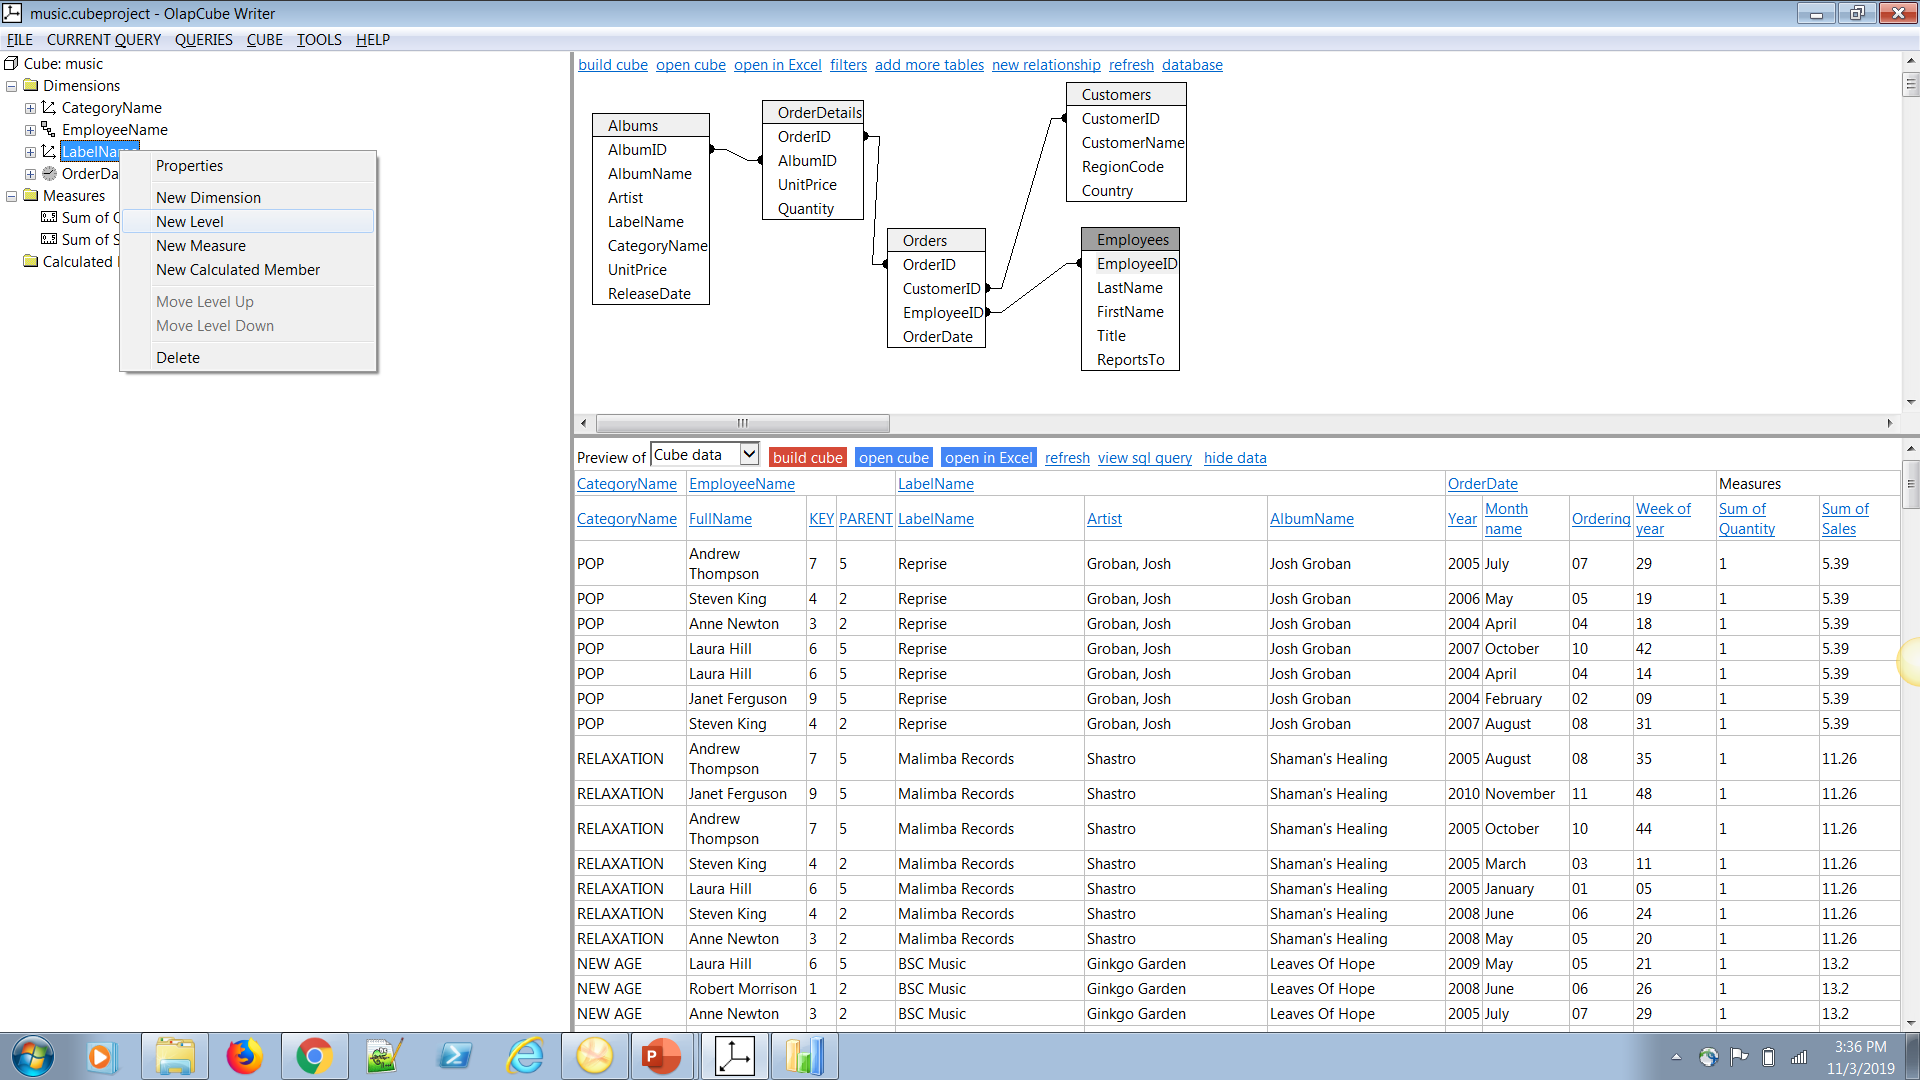 music.cubeproject - OlapCube Writer
FILE CURRENT QUERY QUERIES CUBE TOOLS HELP
Cube: music
Dimensions
CategoryName
EmployeeName
LabelName
OrderDa
Measures
Sum of
Sum of S
Calculated
Properties
New Dimension
New Level
New Measure
New Calculated Member
Move Level Up
Move Level Down
Delete
build cube open cube open in Excel filters add more tables new relationship refresh database
Albums
AlbumID
AlbumName
Artist
LabelName
CategoryName
UnitPrice
ReleaseDate
OrderDetails
OrderID
AlbumID
UnitPrice
Quantity
Orders
OrderID
CustomerID
EmployeeID
OrderDate
Customers
CustomerID
CustomerName
RegionCode
Country
Employees
EmployeeID
LastName
FirstName
Title
ReportsTo
Preview of Cube data build cube open cube open in Excel refresh view sql query hide data
CategoryName EmployeeName LabelName OrderDate Measures
CategoryName FullName KEY PARENT LabelName Artist AlbumName Year Month name Ordering Week of year Sum of Quantity Sum of Sales
POP Andrew Thompson 7 5 Reprise Groban, Josh Josh Groban 2005 July 07 29 1 5.39
POP Steven King 4 2 Reprise Groban, Josh Josh Groban 2006 May 05 19 1 5.39
POP Anne Newton 3 2 Reprise Groban, Josh Josh Groban 2004 April 04 18 1 5.39
POP Laura Hill 6 5 Reprise Groban, Josh Josh Groban 2007 October 10 42 1 5.39
POP Laura Hill 6 5 Reprise Groban, Josh Josh Groban 2004 April 04 14 1 5.39
POP Janet Ferguson 9 5 Reprise Groban, Josh Josh Groban 2004 February 02 09 1 5.39
POP Steven King 4 2 Reprise Groban, Josh Josh Groban 2007 August 08 31 1 5.39
RELAXATION Andrew Thompson 7 5 Malimba Records Shastro Shaman's Healing 2005 August 08 35 1 11.26
RELAXATION Janet Ferguson 9 5 Malimba Records Shastro Shaman's Healing 2010 November 11 48 1 11.26
RELAXATION Andrew Thompson 7 5 Malimba Records Shastro Shaman's Healing 2005 October 10 44 1 11.26
RELAXATION Steven King 4 2 Malimba Records Shastro Shaman's Healing 2005 March 03 11 1 11.26
RELAXATION Laura Hill 6 5 Malimba Records Shastro Shaman's Healing 2005 January 01 05 1 11.26
RELAXATION Steven King 4 2 Malimba Records Shastro Shaman's Healing 2008 June 06 24 1 11.26
RELAXATION Anne Newton 3 2 Malimba Records Shastro Shaman's Healing 2008 May 05 20 1 11.26
NEW AGE Laura Hill 6 5 BSC Music Ginkgo Garden Leaves Of Hope 2009 May 05 21 1 13.2
NEW AGE Robert Morrison 1 2 BSC Music Ginkgo Garden Leaves Of Hope 2008 June 06 26 1 13.2
NEW AGE Anne Newton 3 2 BSC Music Ginkgo Garden Leaves Of Hope 2005 July 07 29 1 13.2
3:36 PM
11/3/2019